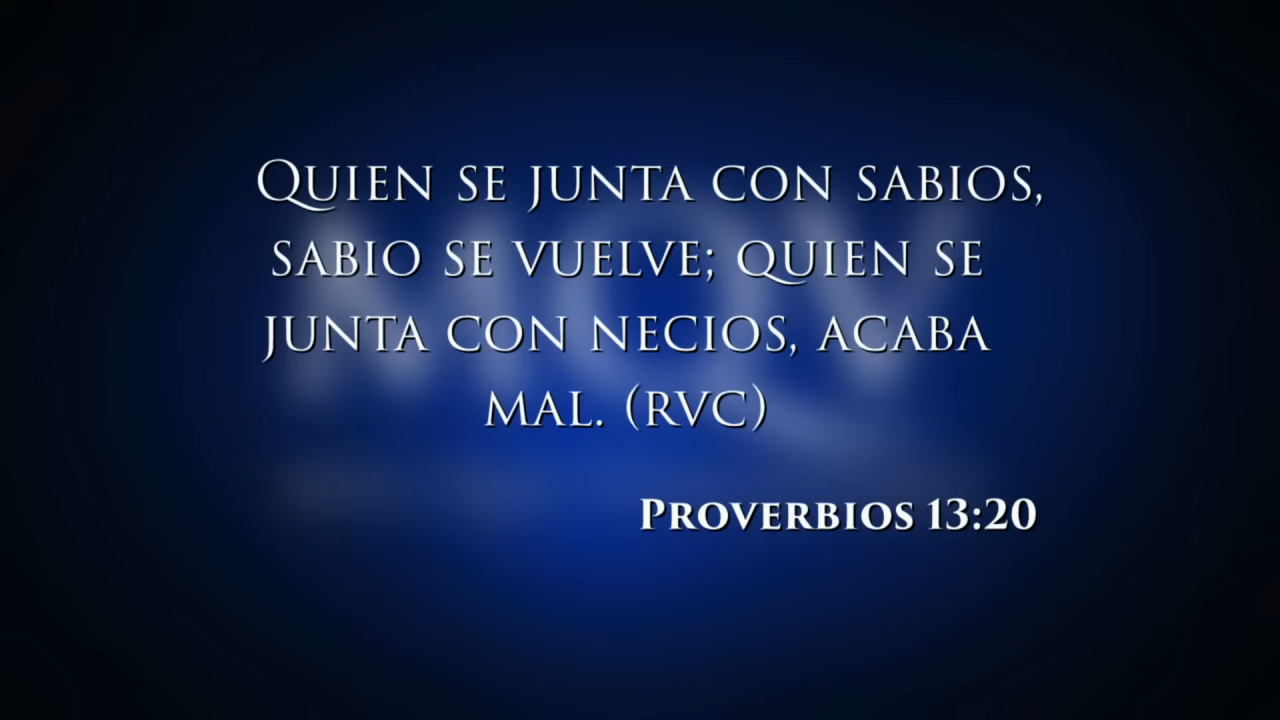 Quien se junta con sabios,
sabio se vuelve; quien se
junta con necios, acaba
mal. (RVC)
Proverbios 13:20